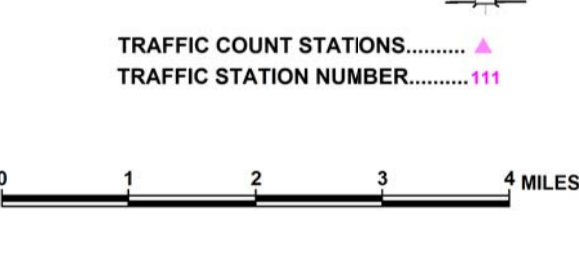 TRAFFIC COUNT STATIONS..........
TRAFFIC STATION NUMBER..........111
0 1 2 3 4 MILES